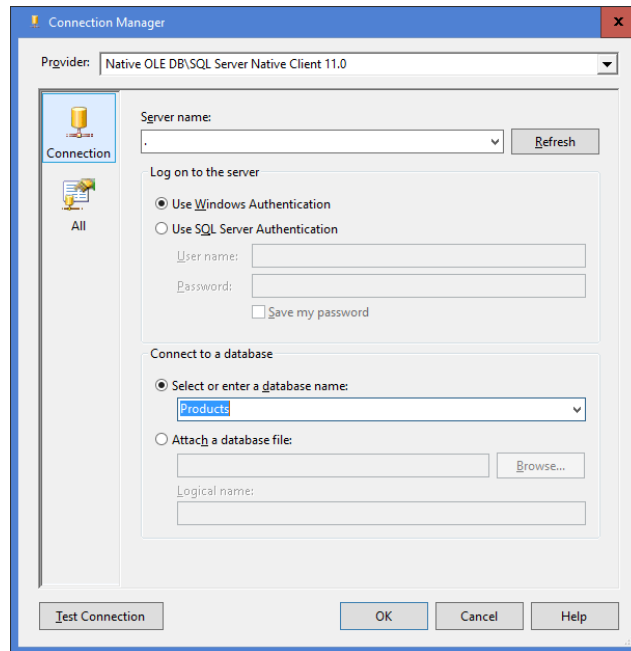 Connection Manager
x
Provider: Native OLE DB\SQL Server Native Client 11.0
Connection
All
Server name:
.
Refresh
Log on to the server
Use Windows Authentication
Use SQL Server Authentication
User name:
Password:
Save my password
Connect to a database
Select or enter a database name:
Products
Attach a database file:
Browse...
Logical name:
Test Connection
OK
Cancel
Help